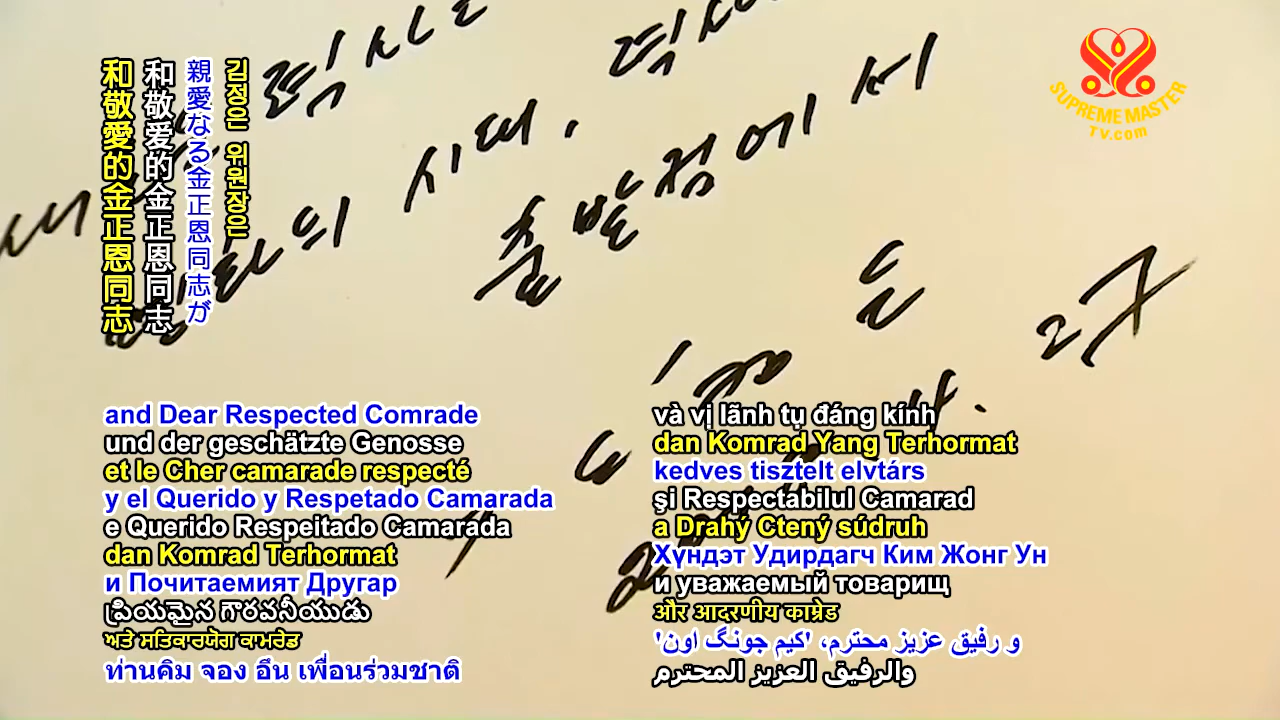 김정은 위원장은
親愛なる金正恩同志が
和敬爱的金正恩同志
和敬愛的金正恩同志
SUPREME MASTER
TV.com
력사
력사
시대,
출발점에서
and Dear Respected Comrade
und der geschätzte Genosse
et le Cher camarade respecté
y el Querido y Respetado Camarada
e Querido Respeitado Camarada
dan Komrad Terhormat
и Почитаемият Другар
ప్రియమైన గౌరవనీయుడు
ਅਤੇ ਸਤਿਕਾਰਯੋਗ ਕਾਮਰੇਡ
ท่านคิม จอง อึน เพื่อนร่วมชาติ
và vị lãnh tụ đáng kính
dan Komrad Yang Terhormat
kedves tisztelt elvtárs
şi Respectabilul Camarad
a Drahý Ctený súdruh
Хүндэт Удирдагч Ким Жонг Ун
и уважаемый товарищ
और आदरणीय काम्रेड
و رفیق عزیز محترم، 'کیم جونگ اون'
والرفيق العزيز المحترم